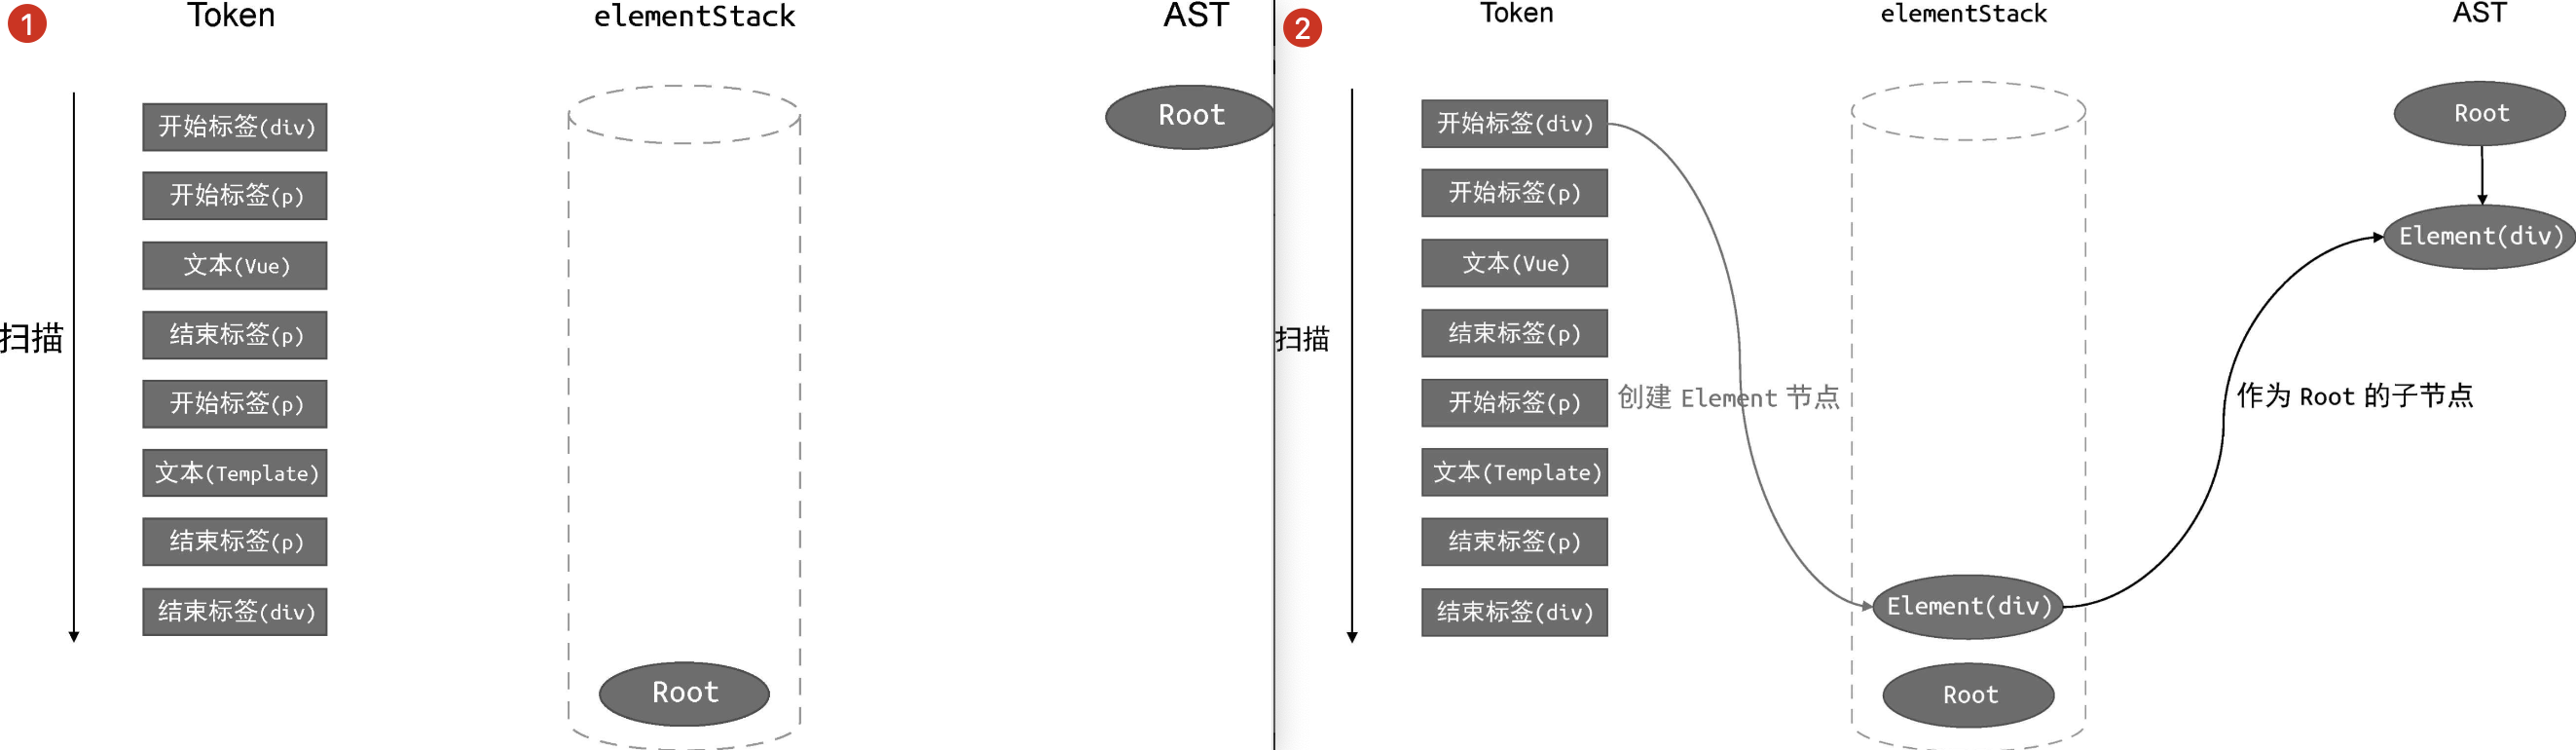 1
Token
elementStack
AST
扫描
开始标签(div)
开始标签(p)
文本(Vue)
结束标签(p)
开始标签(p)
文本(Template)
结束标签(p)
结束标签(div)
Root
Root
2
Token
elementStack
AST
扫描
开始标签(div)
开始标签(p)
文本(Vue)
结束标签(p)
开始标签(p)
文本(Template)
结束标签(p)
结束标签(div)
创建 Element 节点
Element(div)
Root
作为 Root 的子节点
Root
Element(div)